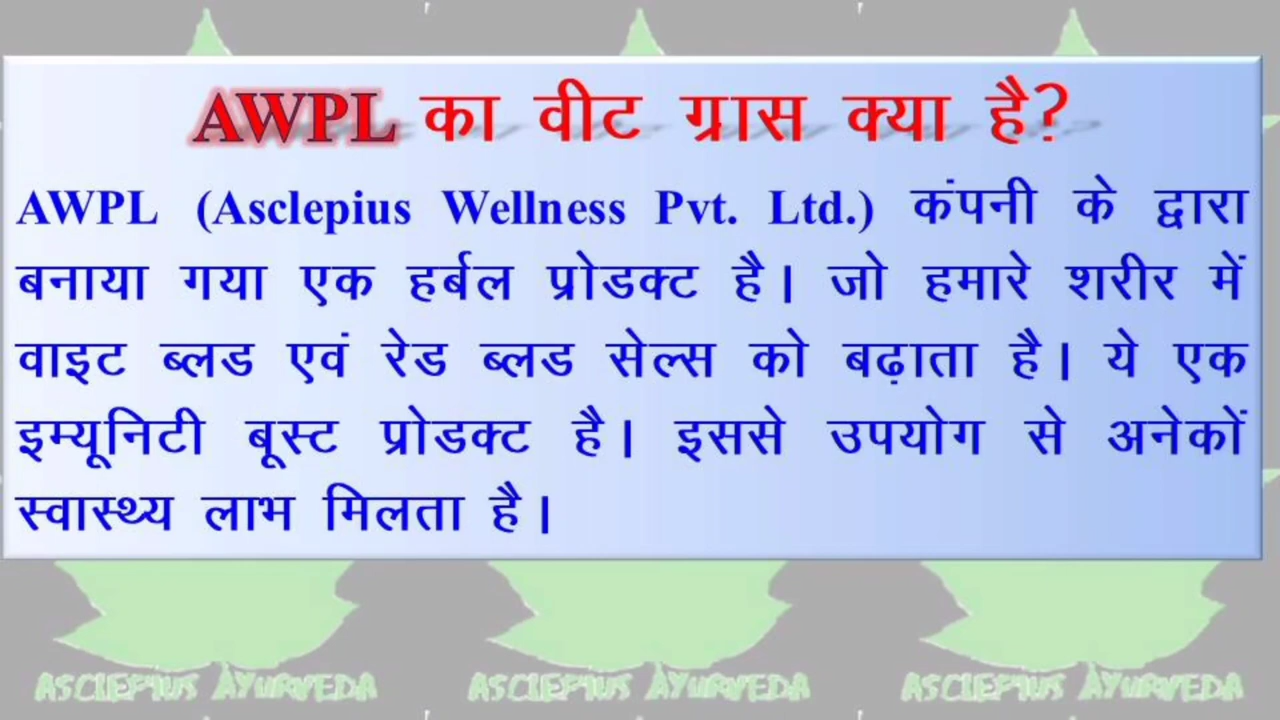 AWPL का वीट ग्रास क्या है?
AWPL (Asclepius Wellness Pvt. Ltd.) कंपनी के द्वारा
बनाया गया एक हर्बल प्रोडक्ट है। जो हमारे शरीर में
वाइट ब्लड एवं रेड ब्लड सेल्स को बढ़ाता है। ये एक
इम्यूनिटी बूस्ट प्रोडक्ट है। इससे उपयोग से अनेकों
स्वास्थ्य लाभ मिलता है।
ASCLEPIUS AYURVEDA ASCLEPIUS AYURVEDA ASCLEPIUS AYURVEDA